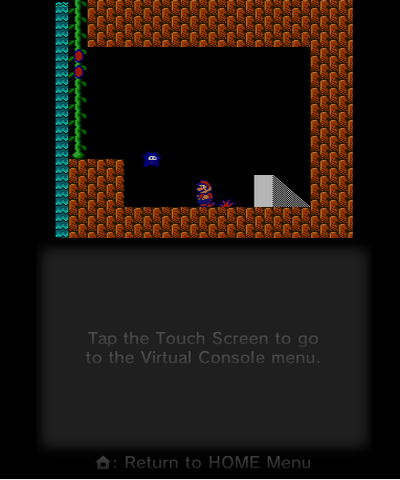 Tap the Touch Screen to go
to the Virtual Console menu.
: Return to HOME Menu